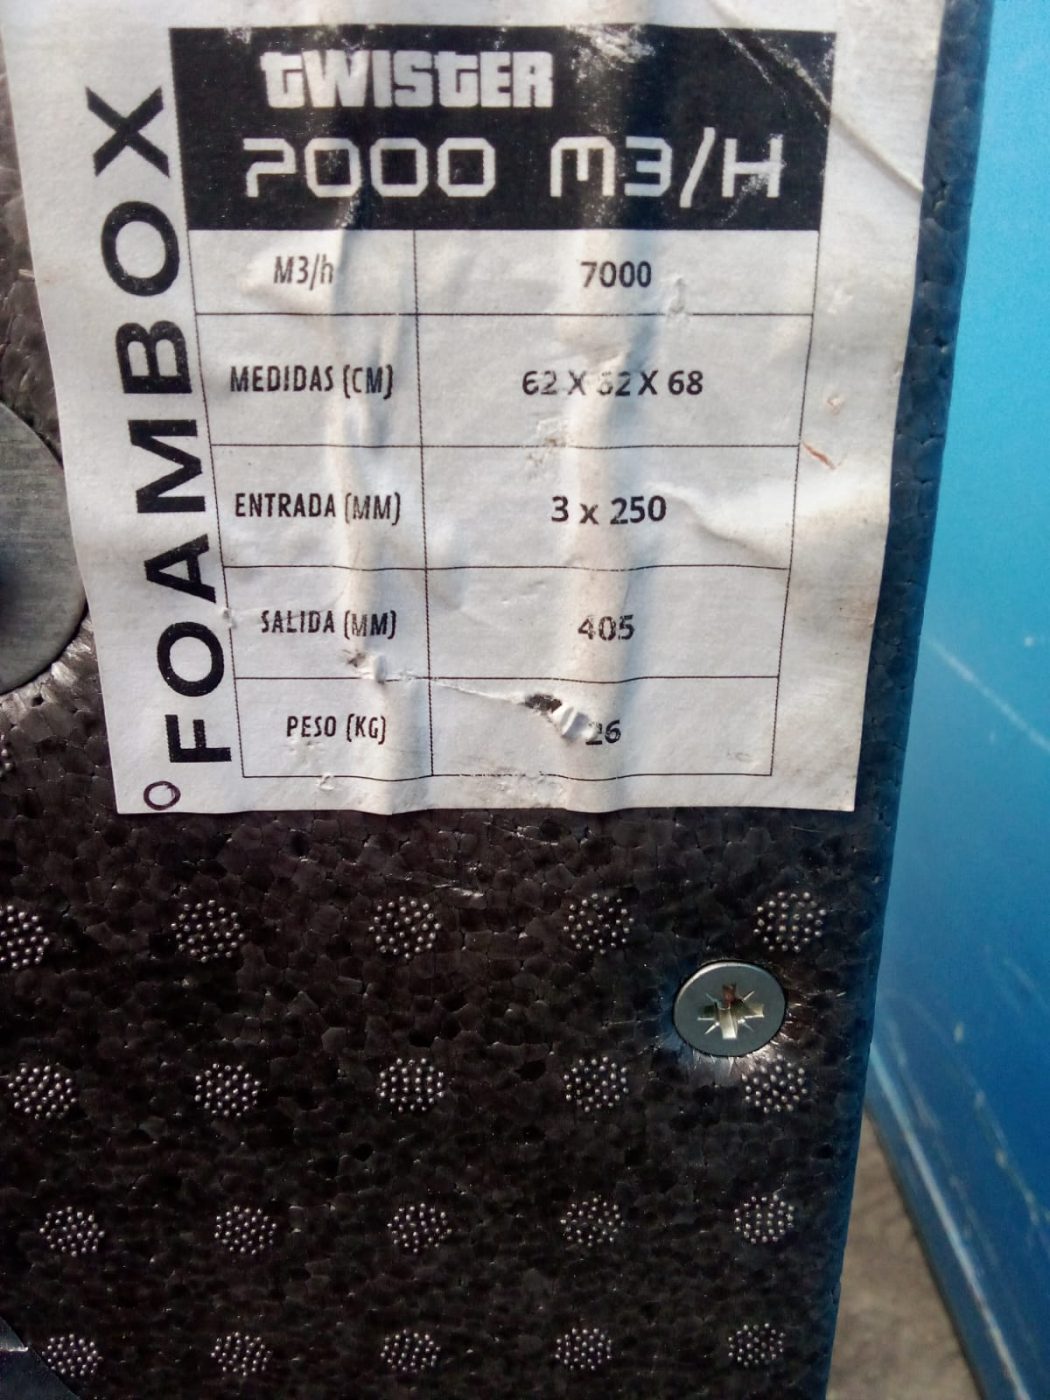 FOAMBOX
TWISTER
7000 M3/H
M3/h 7000
MEDIDAS (CM) 62 X 62 X 68
ENTRADA (MM) 3 x 250
SALIDA (MM) 405
PESO (KG) 26